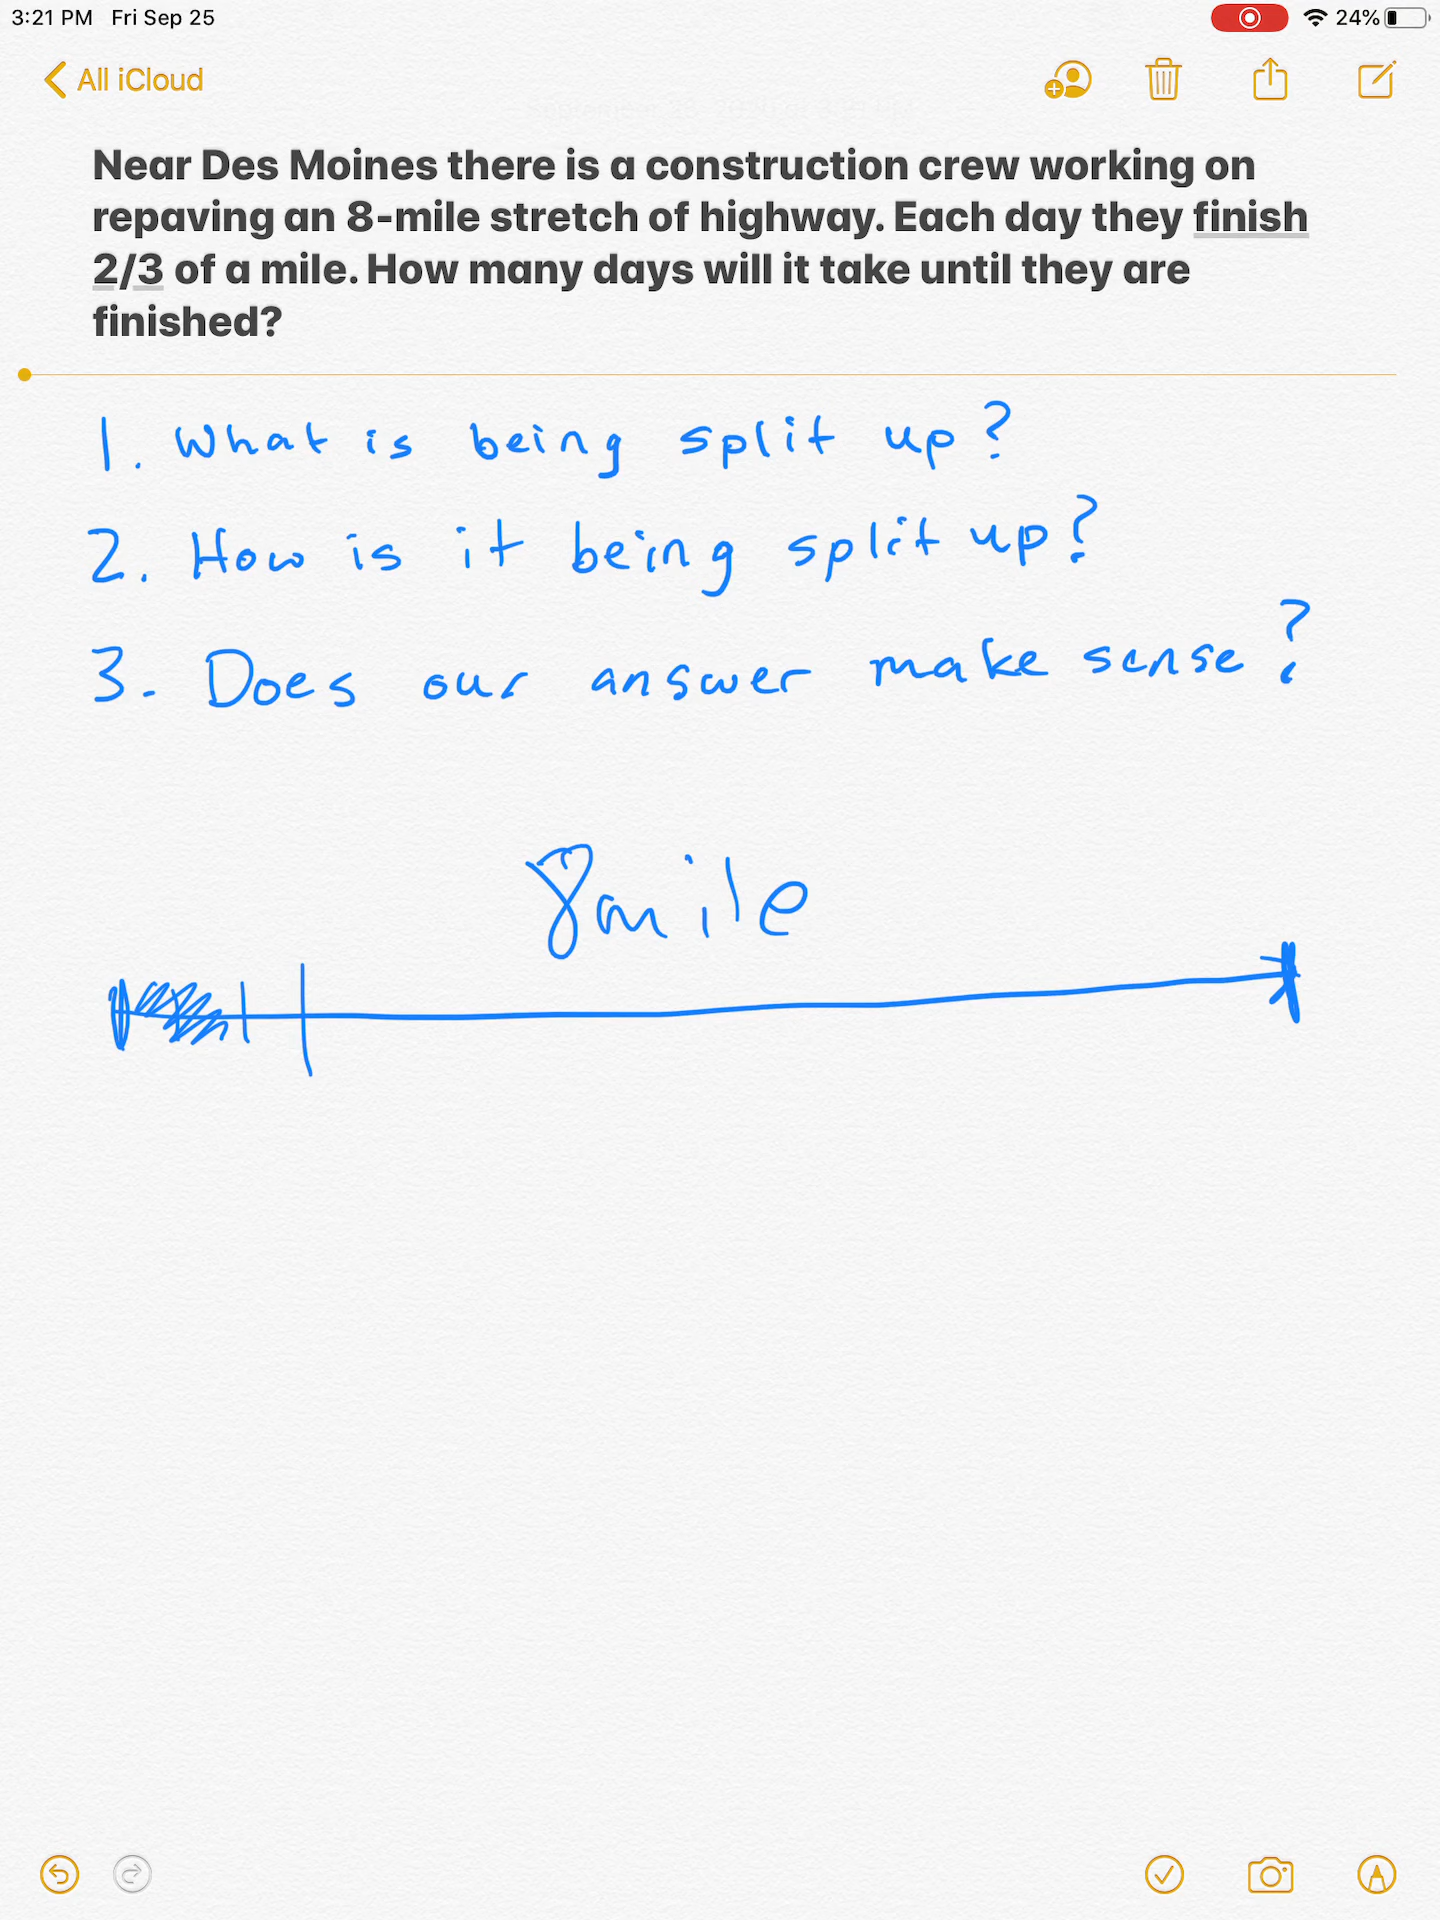 3:21 PM Fri Sep 25 24%
All iCloud
Near Des Moines there is a construction crew working on
repaving an 8-mile stretch of highway. Each day they finish
2/3 of a mile. How many days will it take until they are
finished?
1. What is being split up?
2. How is it being split up?
3. Does our answer make sense?
8 mile